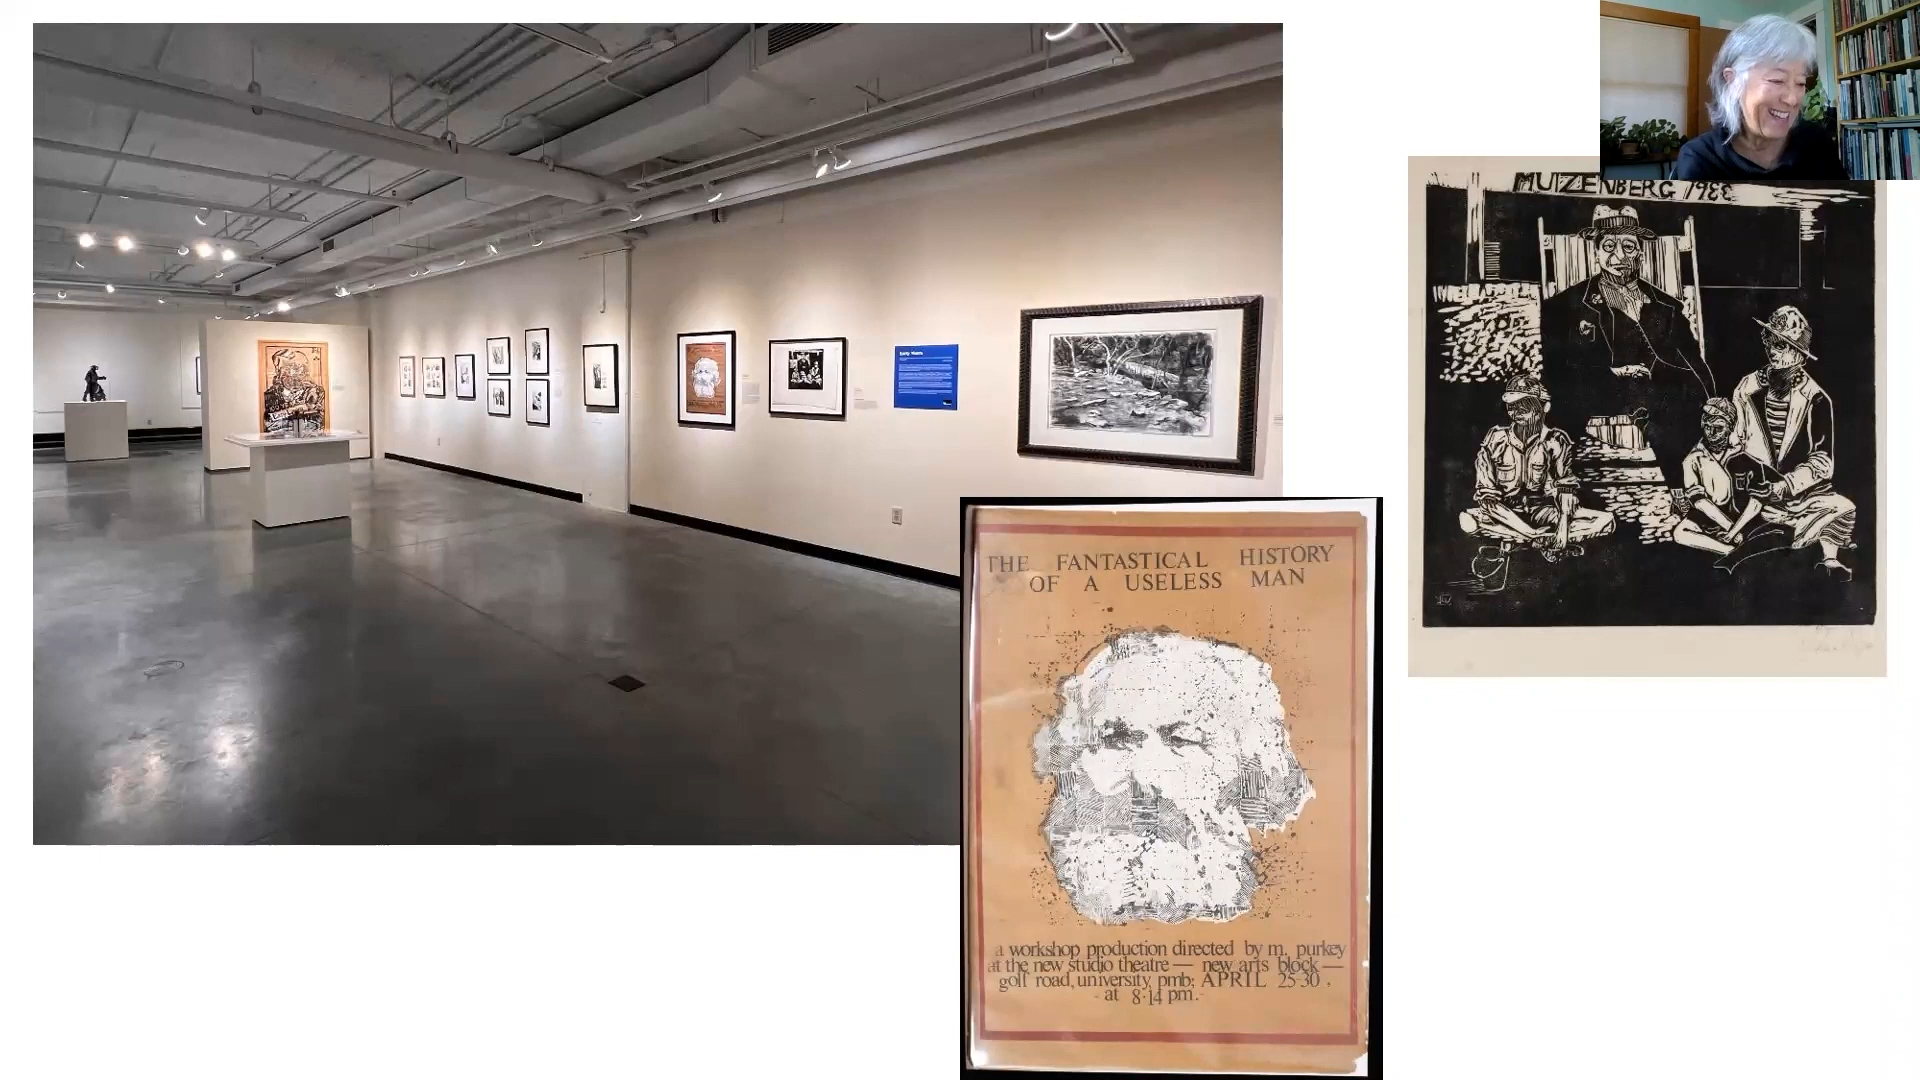 MUIZENBERG 1933
THE FANTASTICAL HISTORY
OF A USELESS MAN
a workshop production directed by m. purkey
at the new studio theatre — new arts block —
golf road, university, pmb; APRIL 25-30 .
- at 8·14 pm.-